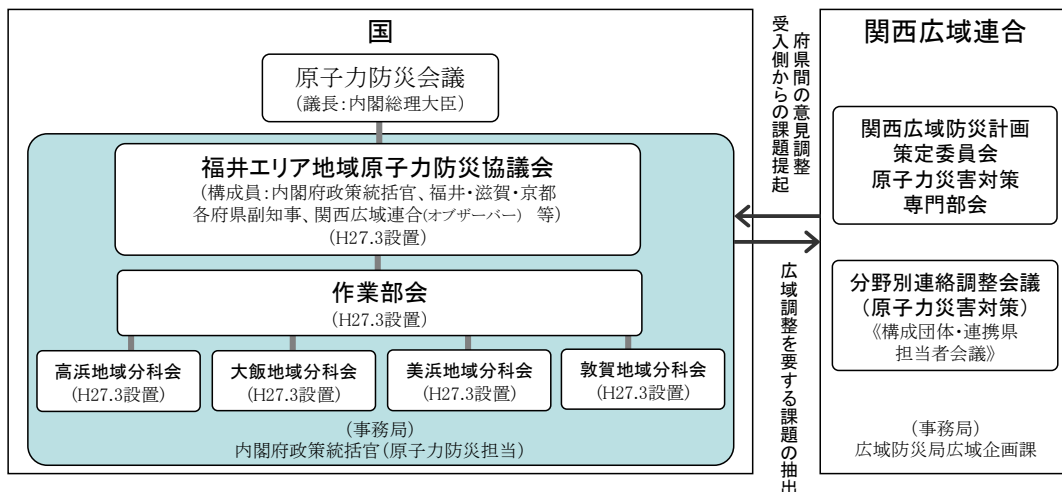 国
原子力防災会議
(議長:内閣総理大臣)
福井エリア地域原子力防災協議会
(構成員:内閣府政策統括官、福井・滋賀・京都
各府県副知事、関西広域連合(オブザーバー) 等)
(H27.3設置)
作業部会
(H27.3設置)
高浜地域分科会
(H27.3設置)
大飯地域分科会
(H27.3設置)
美浜地域分科会
(H27.3設置)
敦賀地域分科会
(H27.3設置)
(事務局)
内閣府政策統括官(原子力防災担当)
府県間の意見調整
受入側からの課題提起
広域調整を要する課題の抽出
関西広域連合
関西広域防災計画
策定委員会
原子力災害対策
専門部会
分野別連絡調整会議
(原子力災害対策)
《構成団体・連携県
担当者会議》
(事務局)
広域防災局広域企画課